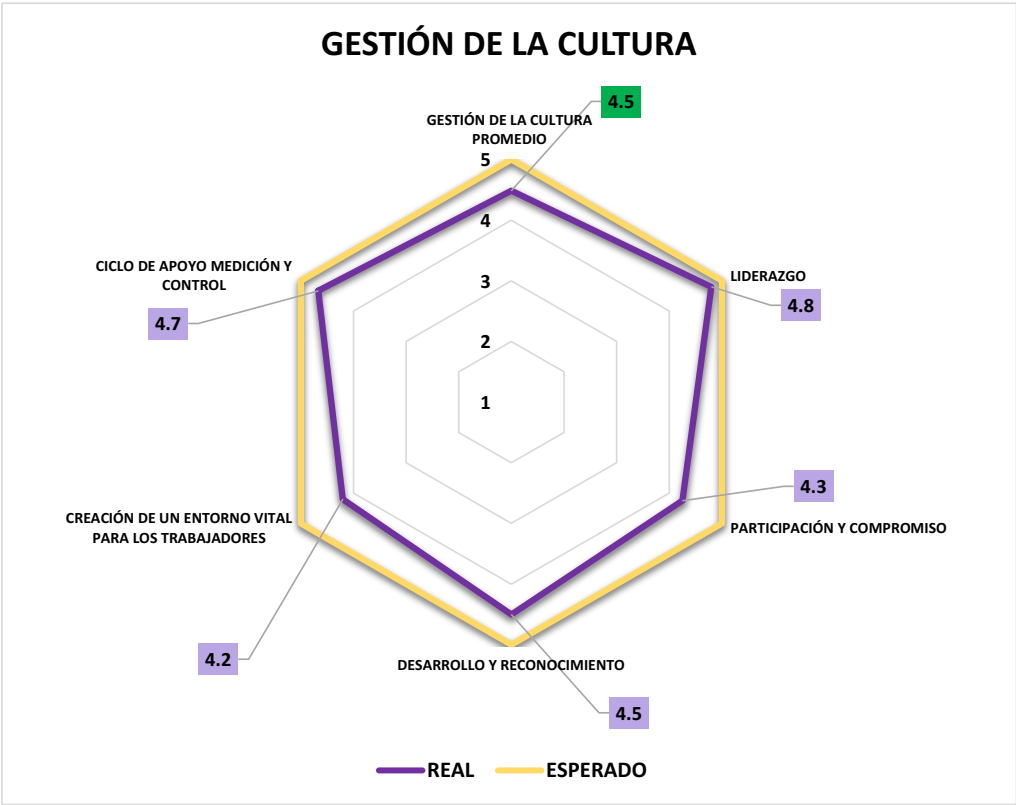 GESTIÓN DE LA CULTURA
4.5
GESTIÓN DE LA CULTURA
PROMEDIO
5
4
3
2
1
LIDERAZGO
4.8
CICLO DE APOYO MEDICIÓN Y
CONTROL
4.7
4.3
PARTICIPACIÓN Y COMPROMISO
CREACIÓN DE UN ENTORNO VITAL
PARA LOS TRABAJADORES
4.2
DESARROLLO Y RECONOCIMIENTO
4.5
REAL
ESPERADO